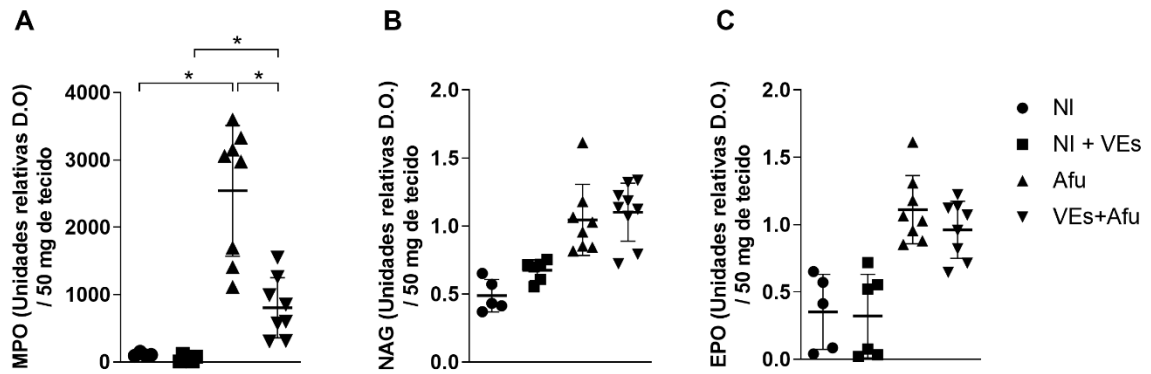 A
MPO (Unidades relativas D.O)
/ 50 mg de tecido
4000
3000
2000
1000
0
*
*
*
B
NAG (Unidades relativas D.O.)
/ 50 mg de tecido
2.0
1.5
1.0
0.5
0.0
C
EPO (Unidades relativas D.O.)
/ 50 mg de tecido
2.0
1.5
1.0
0.5
0.0
NI
NI + VEs
Afu
VEs+Afu